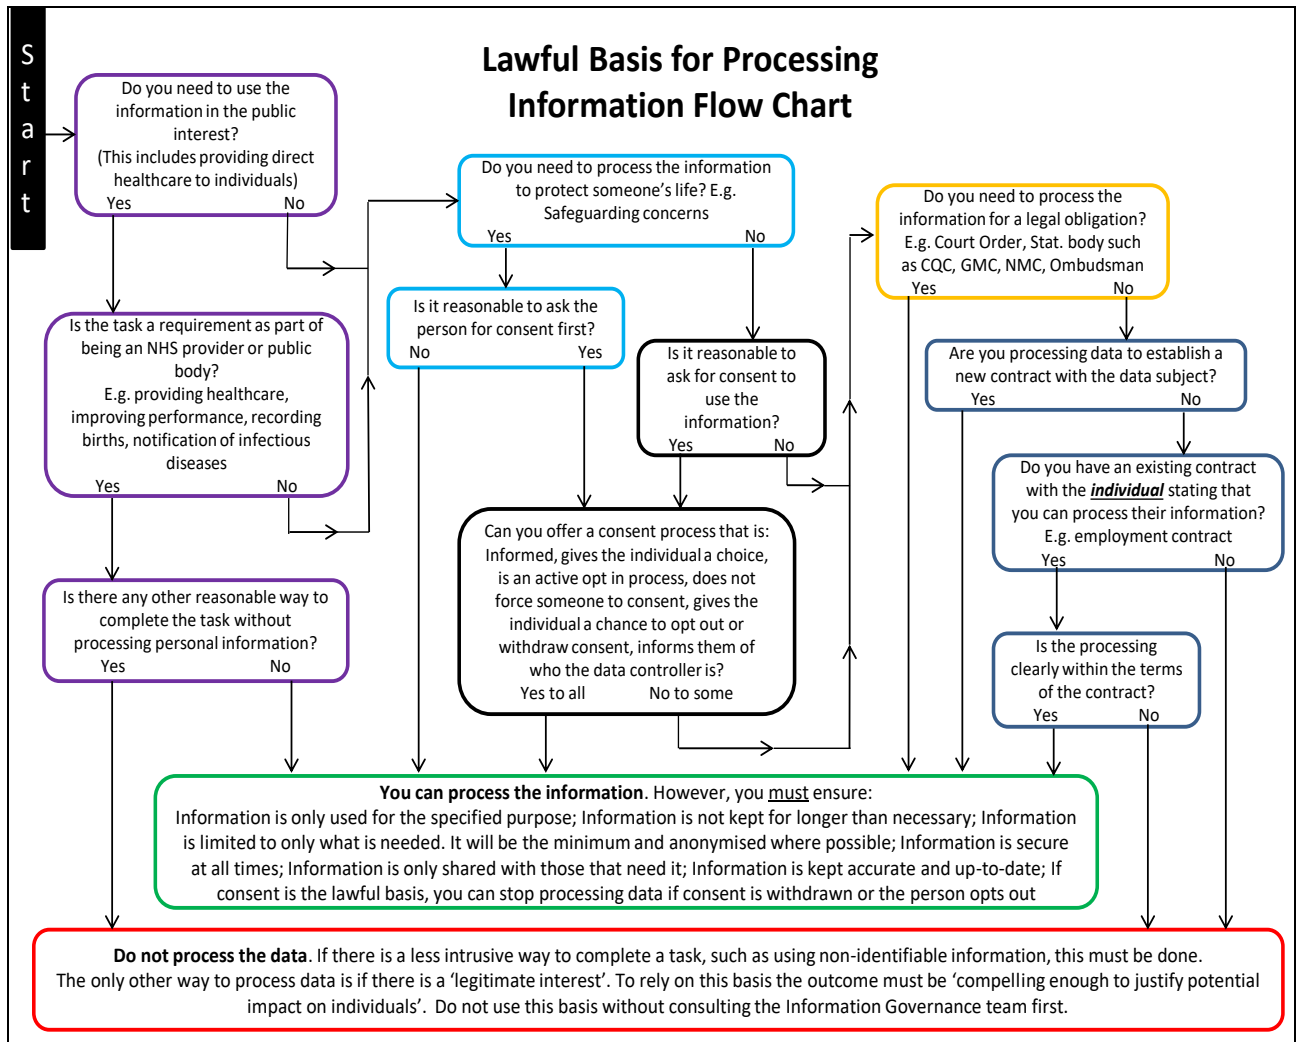 Start
Lawful Basis for Processing
Information Flow Chart
Do you need to use the
information in the public
interest?
(This includes providing direct
healthcare to individuals)
Yes No
Is the task a requirement as part of
being an NHS provider or public
body?
E.g. providing healthcare,
improving performance, recording
births, notification of infectious
diseases
Yes No
Is there any other reasonable way to
complete the task without
processing personal information?
Yes No
Do you need to process the information
to protect someone’s life? E.g.
Safeguarding concerns
Yes No
Is it reasonable to ask the
person for consent first?
No Yes
Is it reasonable to
ask for consent to
use the
information?
Yes No
Can you offer a consent process that is:
Informed, gives the individual a choice,
is an active opt in process, does not
force someone to consent, gives the
individual a chance to opt out or
withdraw consent, informs them of
who the data controller is?
Yes to all No to some
Do you need to process the
information for a legal obligation?
E.g. Court Order, Stat. body such
as CQC, GMC, NMC, Ombudsman
Yes No
Are you processing data to establish a
new contract with the data subject?
Yes No
Do you have an existing contract
with the individual stating that
you can process their information?
E.g. employment contract
Yes No
Is the processing
clearly within the terms
of the contract?
Yes No
You can process the information. However, you must ensure:
Information is only used for the specified purpose; Information is not kept for longer than necessary; Information
is limited to only what is needed. It will be the minimum and anonymised where possible; Information is secure
at all times; Information is only shared with those that need it; Information is kept accurate and up-to-date; If
consent is the lawful basis, you can stop processing data if consent is withdrawn or the person opts out
Do not process the data. If there is a less intrusive way to complete a task, such as using non-identifiable information, this must be done.
The only other way to process data is if there is a ‘legitimate interest’. To rely on this basis the outcome must be ‘compelling enough to justify potential
impact on individuals’. Do not use this basis without consulting the Information Governance team first.